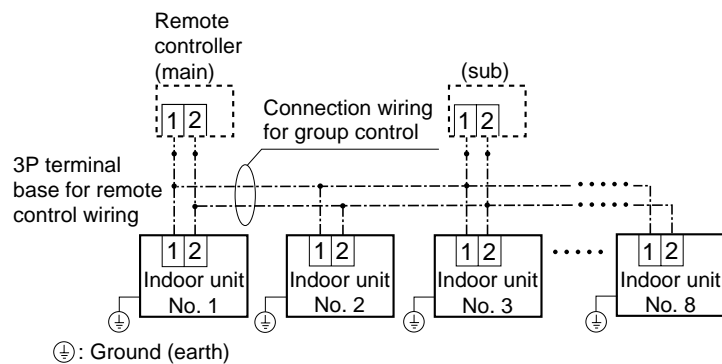 Remote
controller
(main)
(sub)
1 2
1 2
Connection wiring
for group control
3P terminal
base for remote
control wiring
1 2
1 2
1 2
1 2
Indoor unit
No. 1
Indoor unit
No. 2
Indoor unit
No. 3
Indoor unit
No. 8
: Ground (earth)